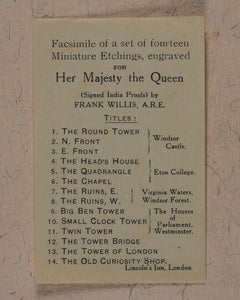 Facsimile of a set of fourteen
Miniature Etchings, engraved
FOR
Her Majesty the Queen
(Signed India Proofs) by
FRANK WILLIS, A.R.E.
TITLES:
1. THE ROUND TOWER
2. N. FRONT
3. E. FRONT
Windsor
Castle.
4. THE HEAD'S HOUSE
5. THE QUADRANGLE
6. THE CHAPEL
Eton College.
7. THE RUINS, E.
8. THE RUINS, W.
Virginia Waters,
Windsor Forest.
9. BIG BEN TOWER
10. SMALL CLOCK TOWER
11. TWIN TOWER
The Houses
of
Parliament,
Westminster.
12. THE TOWER BRIDGE
13. THE TOWER OF LONDON
14. THE OLD CURIOSITY SHOP,
Lincoln's Inn, London.